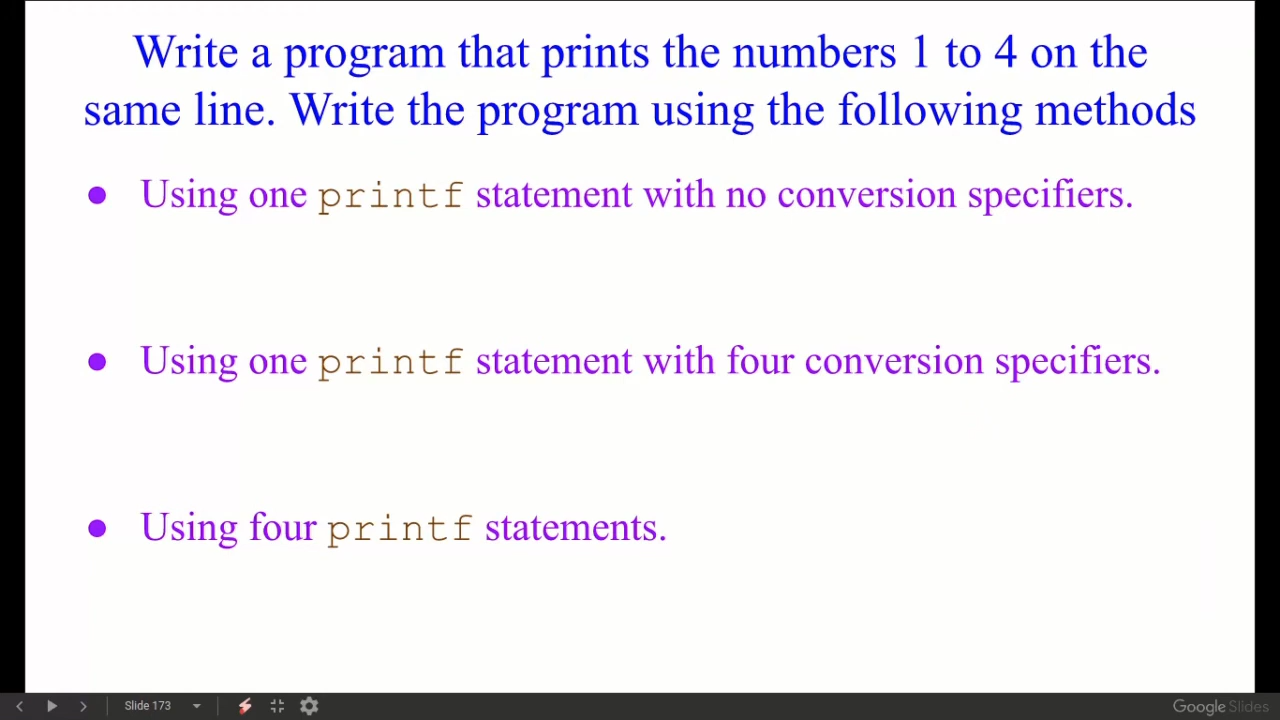 Write a program that prints the numbers 1 to 4 on the
same line. Write the program using the following methods
● Using one printf statement with no conversion specifiers.
● Using one printf statement with four conversion specifiers.
● Using four printf statements.
Slide 173
Google Slides